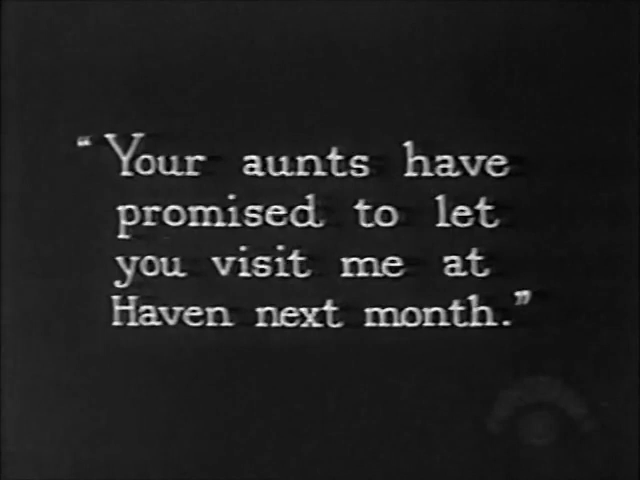 “Your aunts have
promised to let
you visit me at
Haven next month.”